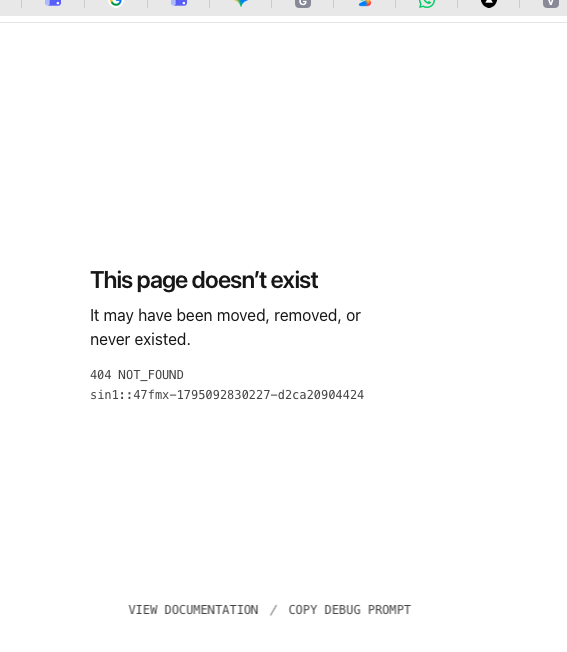 G
V
This page doesn’t exist
It may have been moved, removed, or
never existed.
404 NOT_FOUND
sin1::47fmx-1795092830227-d2ca20904424
VIEW DOCUMENTATION / COPY DEBUG PROMPT